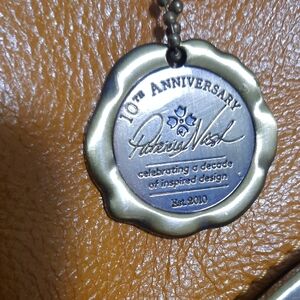 10TH ANNIVERSARY
Patricia Nash
celebrating a decade
of inspired design
Est. 2010